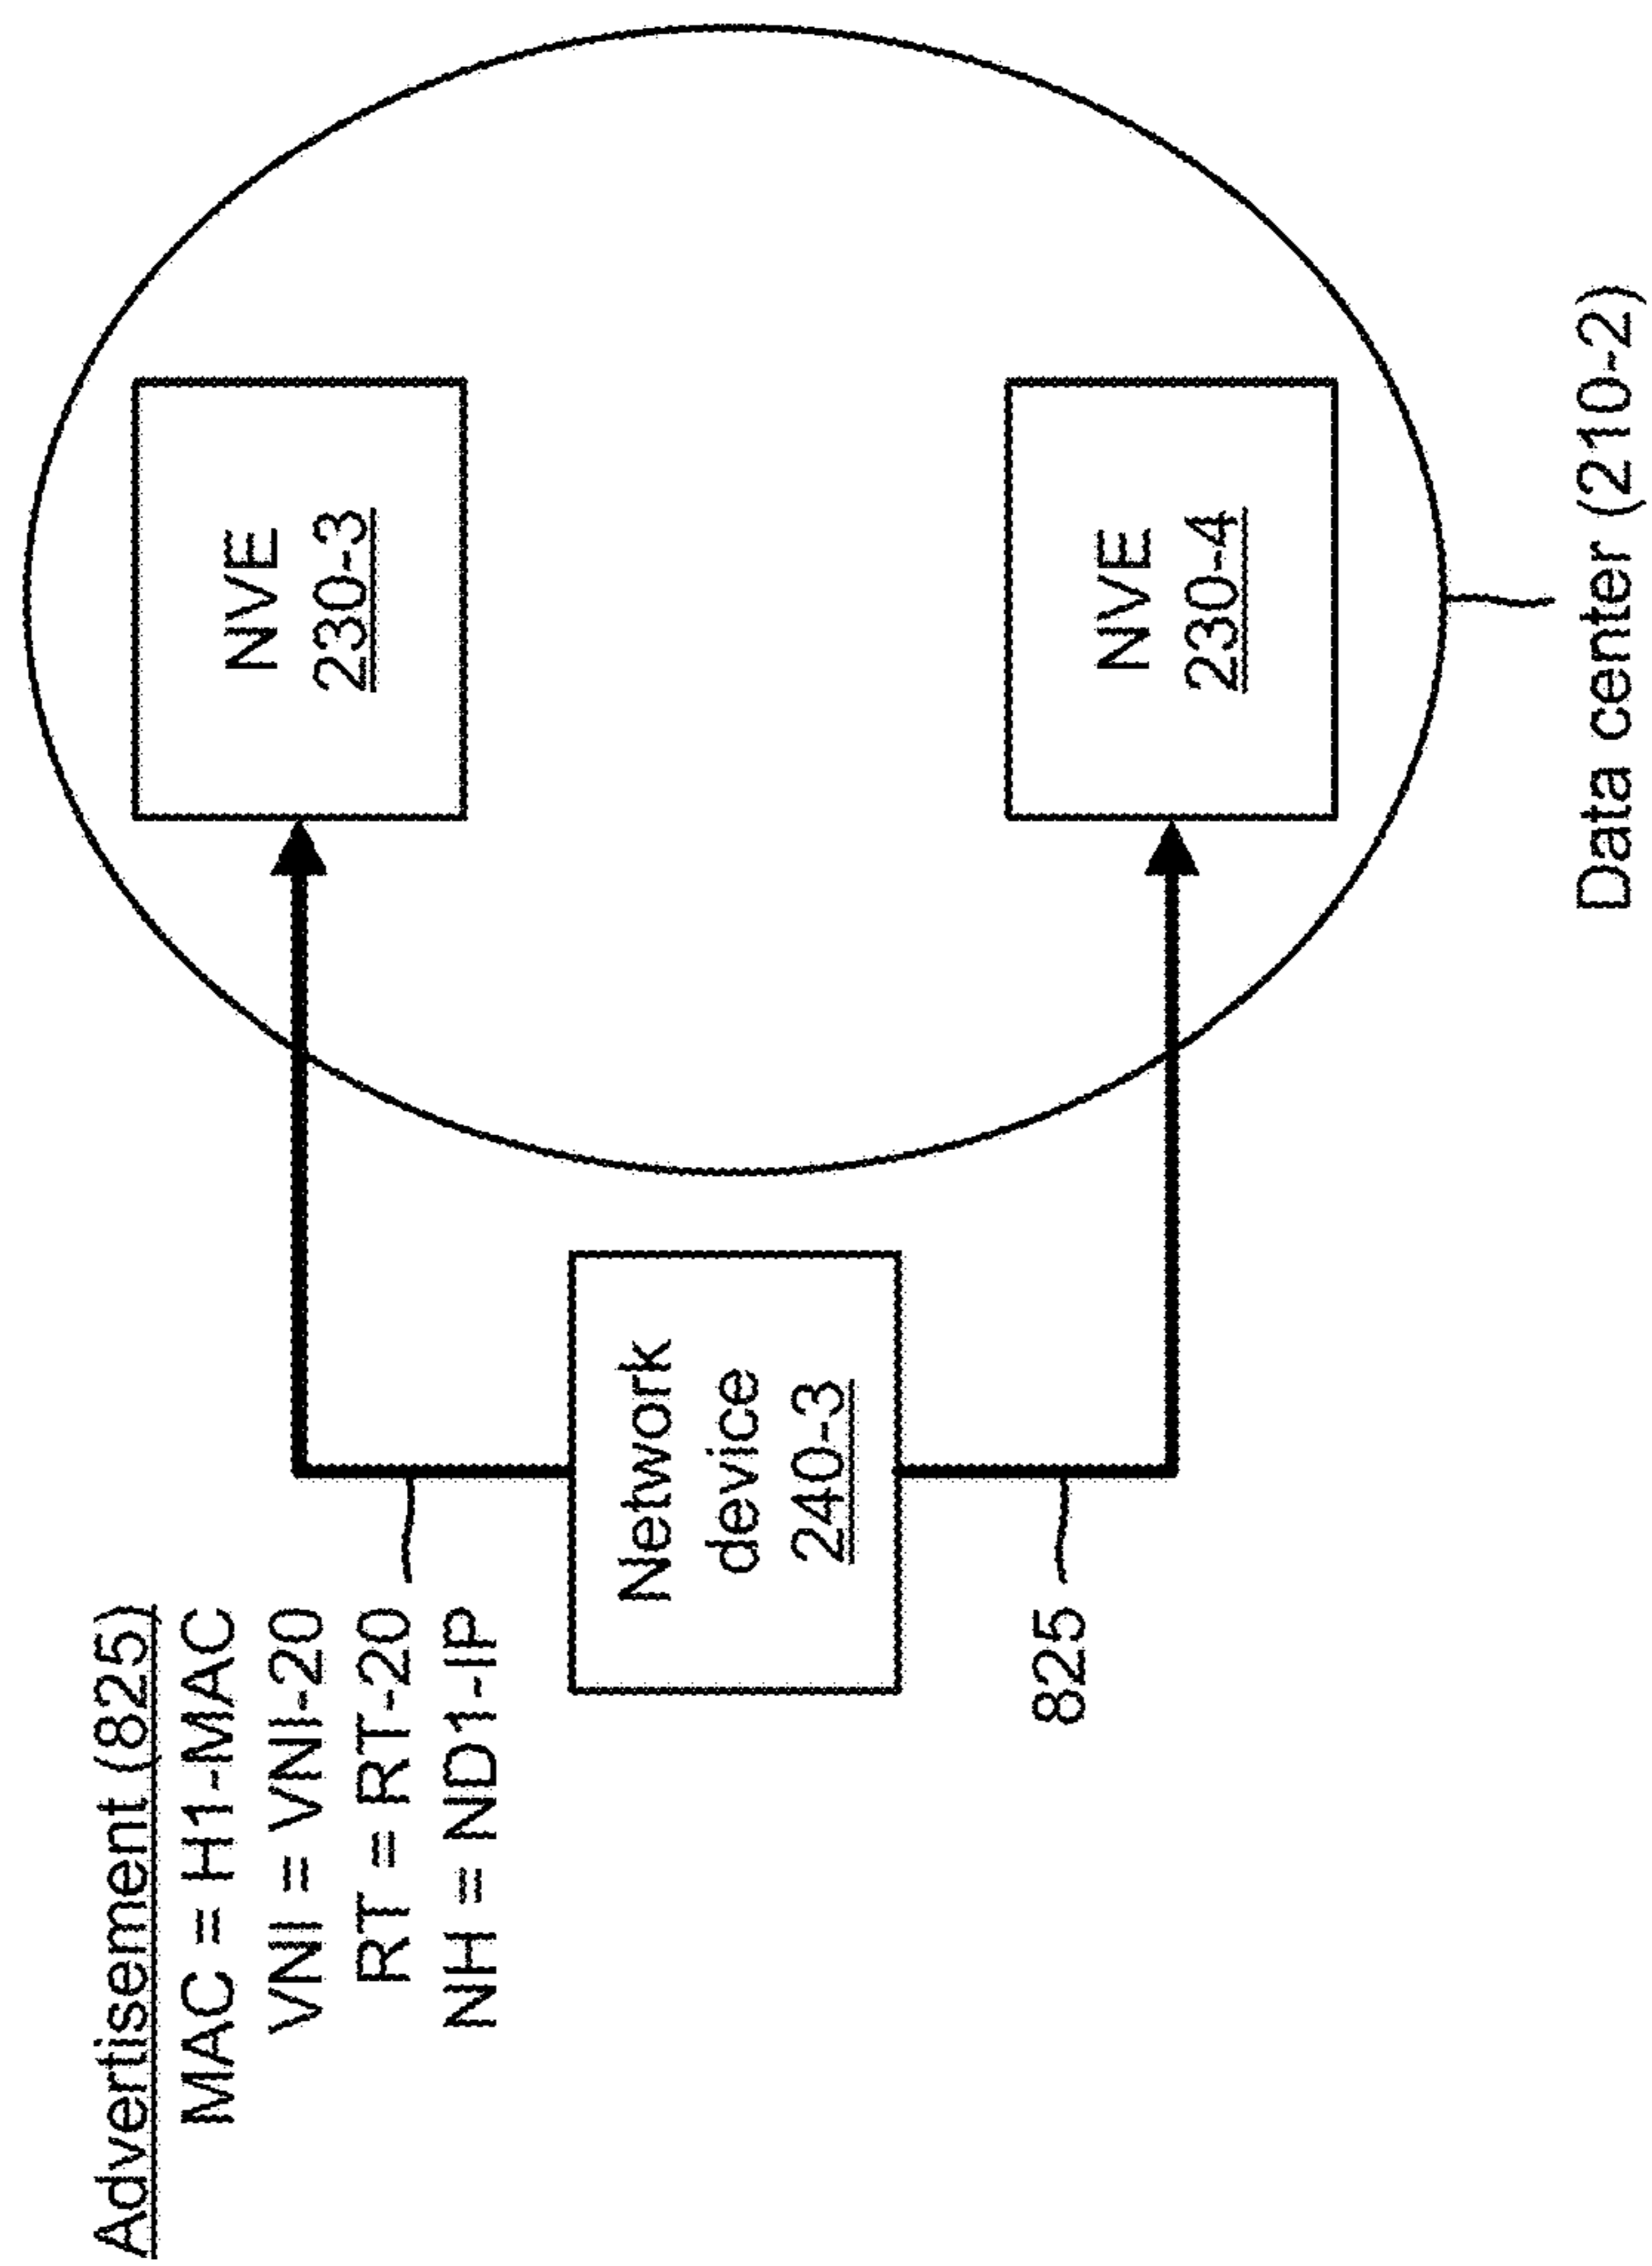 Advertisement (825)
MAC = H1-MAC
VNI = VNI-20
RT = RT-20
NH = ND1-IP
Network
device
240-3
825
NVE
230-3
NVE
230-4
Data center (210-2)